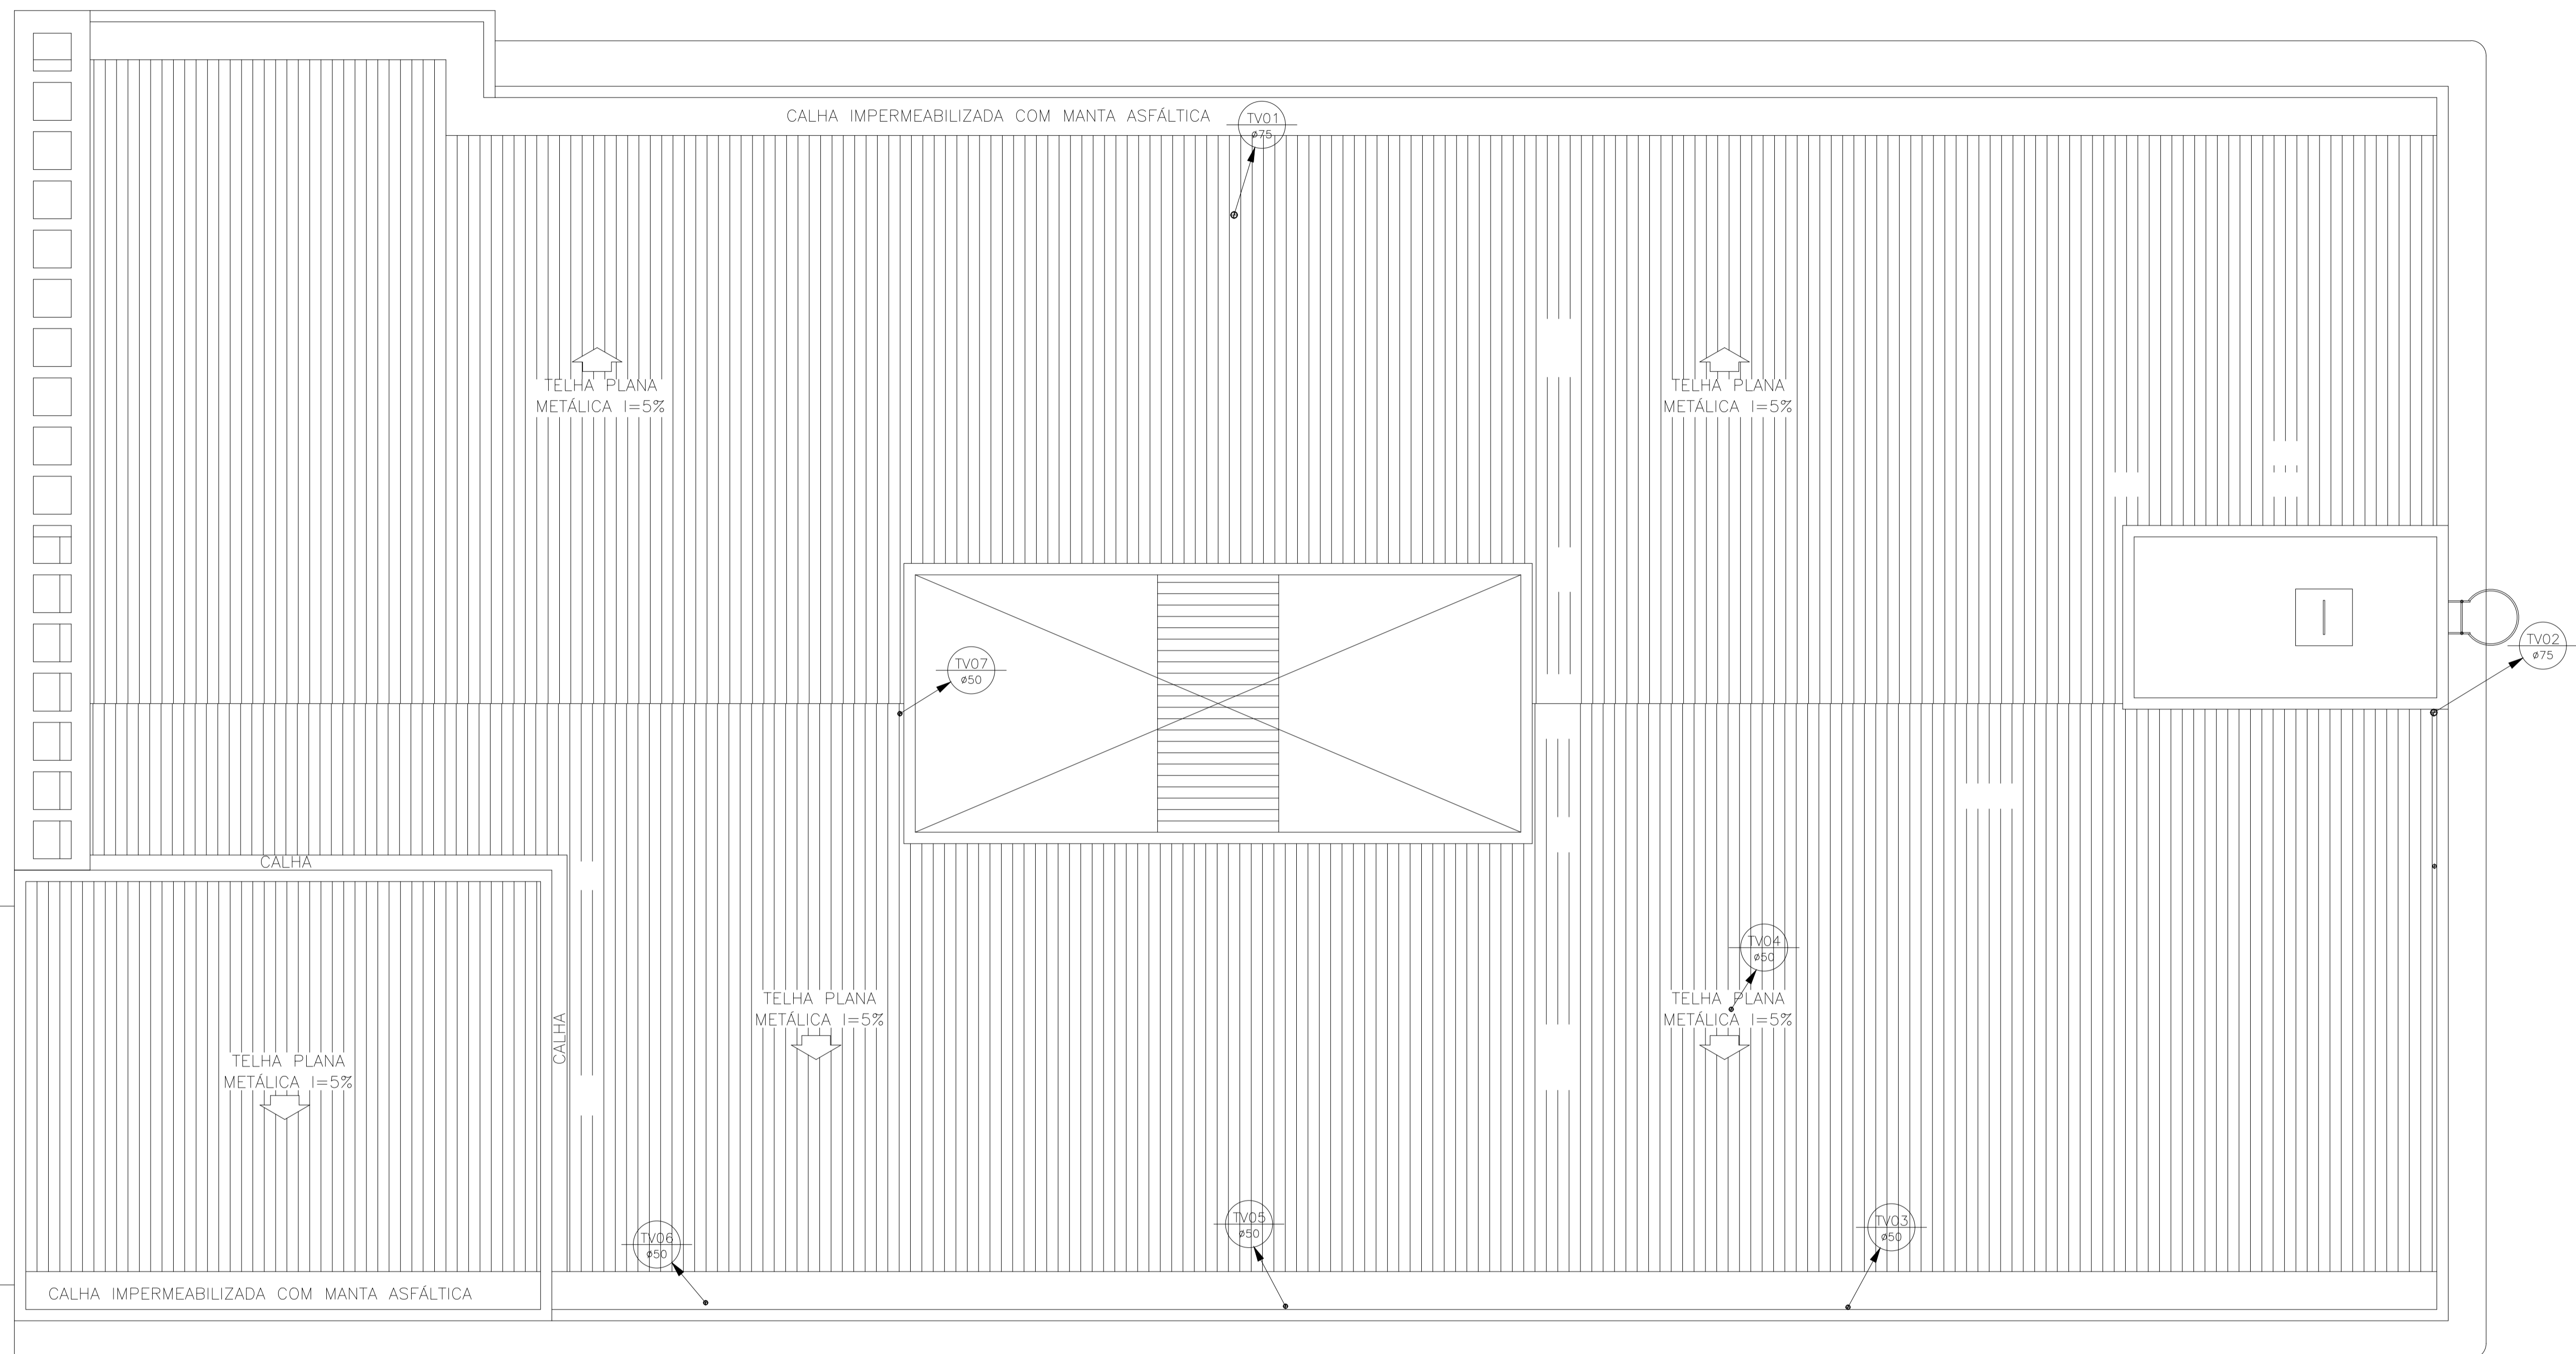 CALHA IMPERMEABILIZADA COM MANTA ASFÁLTICA
TV01
ø75
TELHA PLANA
METÁLICA I=5%
TELHA PLANA
METÁLICA I=5%
TV02
ø75
TV07
ø50
CALHA
TV04
ø50
TELHA PLANA
METÁLICA I=5%
TELHA PLANA
METÁLICA I=5%
CALHA
TELHA PLANA
METÁLICA I=5%
TV06
ø50
TV05
ø50
TV03
ø50
CALHA IMPERMEABILIZADA COM MANTA ASFÁLTICA